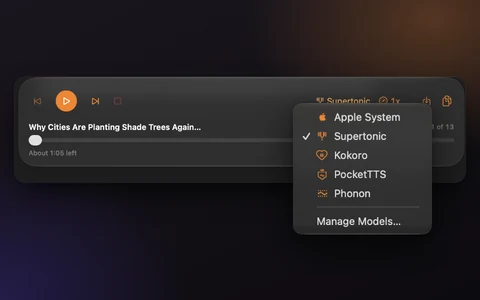 Supertonic
1x
Why Cities Are Planting Shade Trees Again...
of 13
About 1:05 left
Apple System
Supertonic
Kokoro
PocketTTS
Phonon
Manage Models...